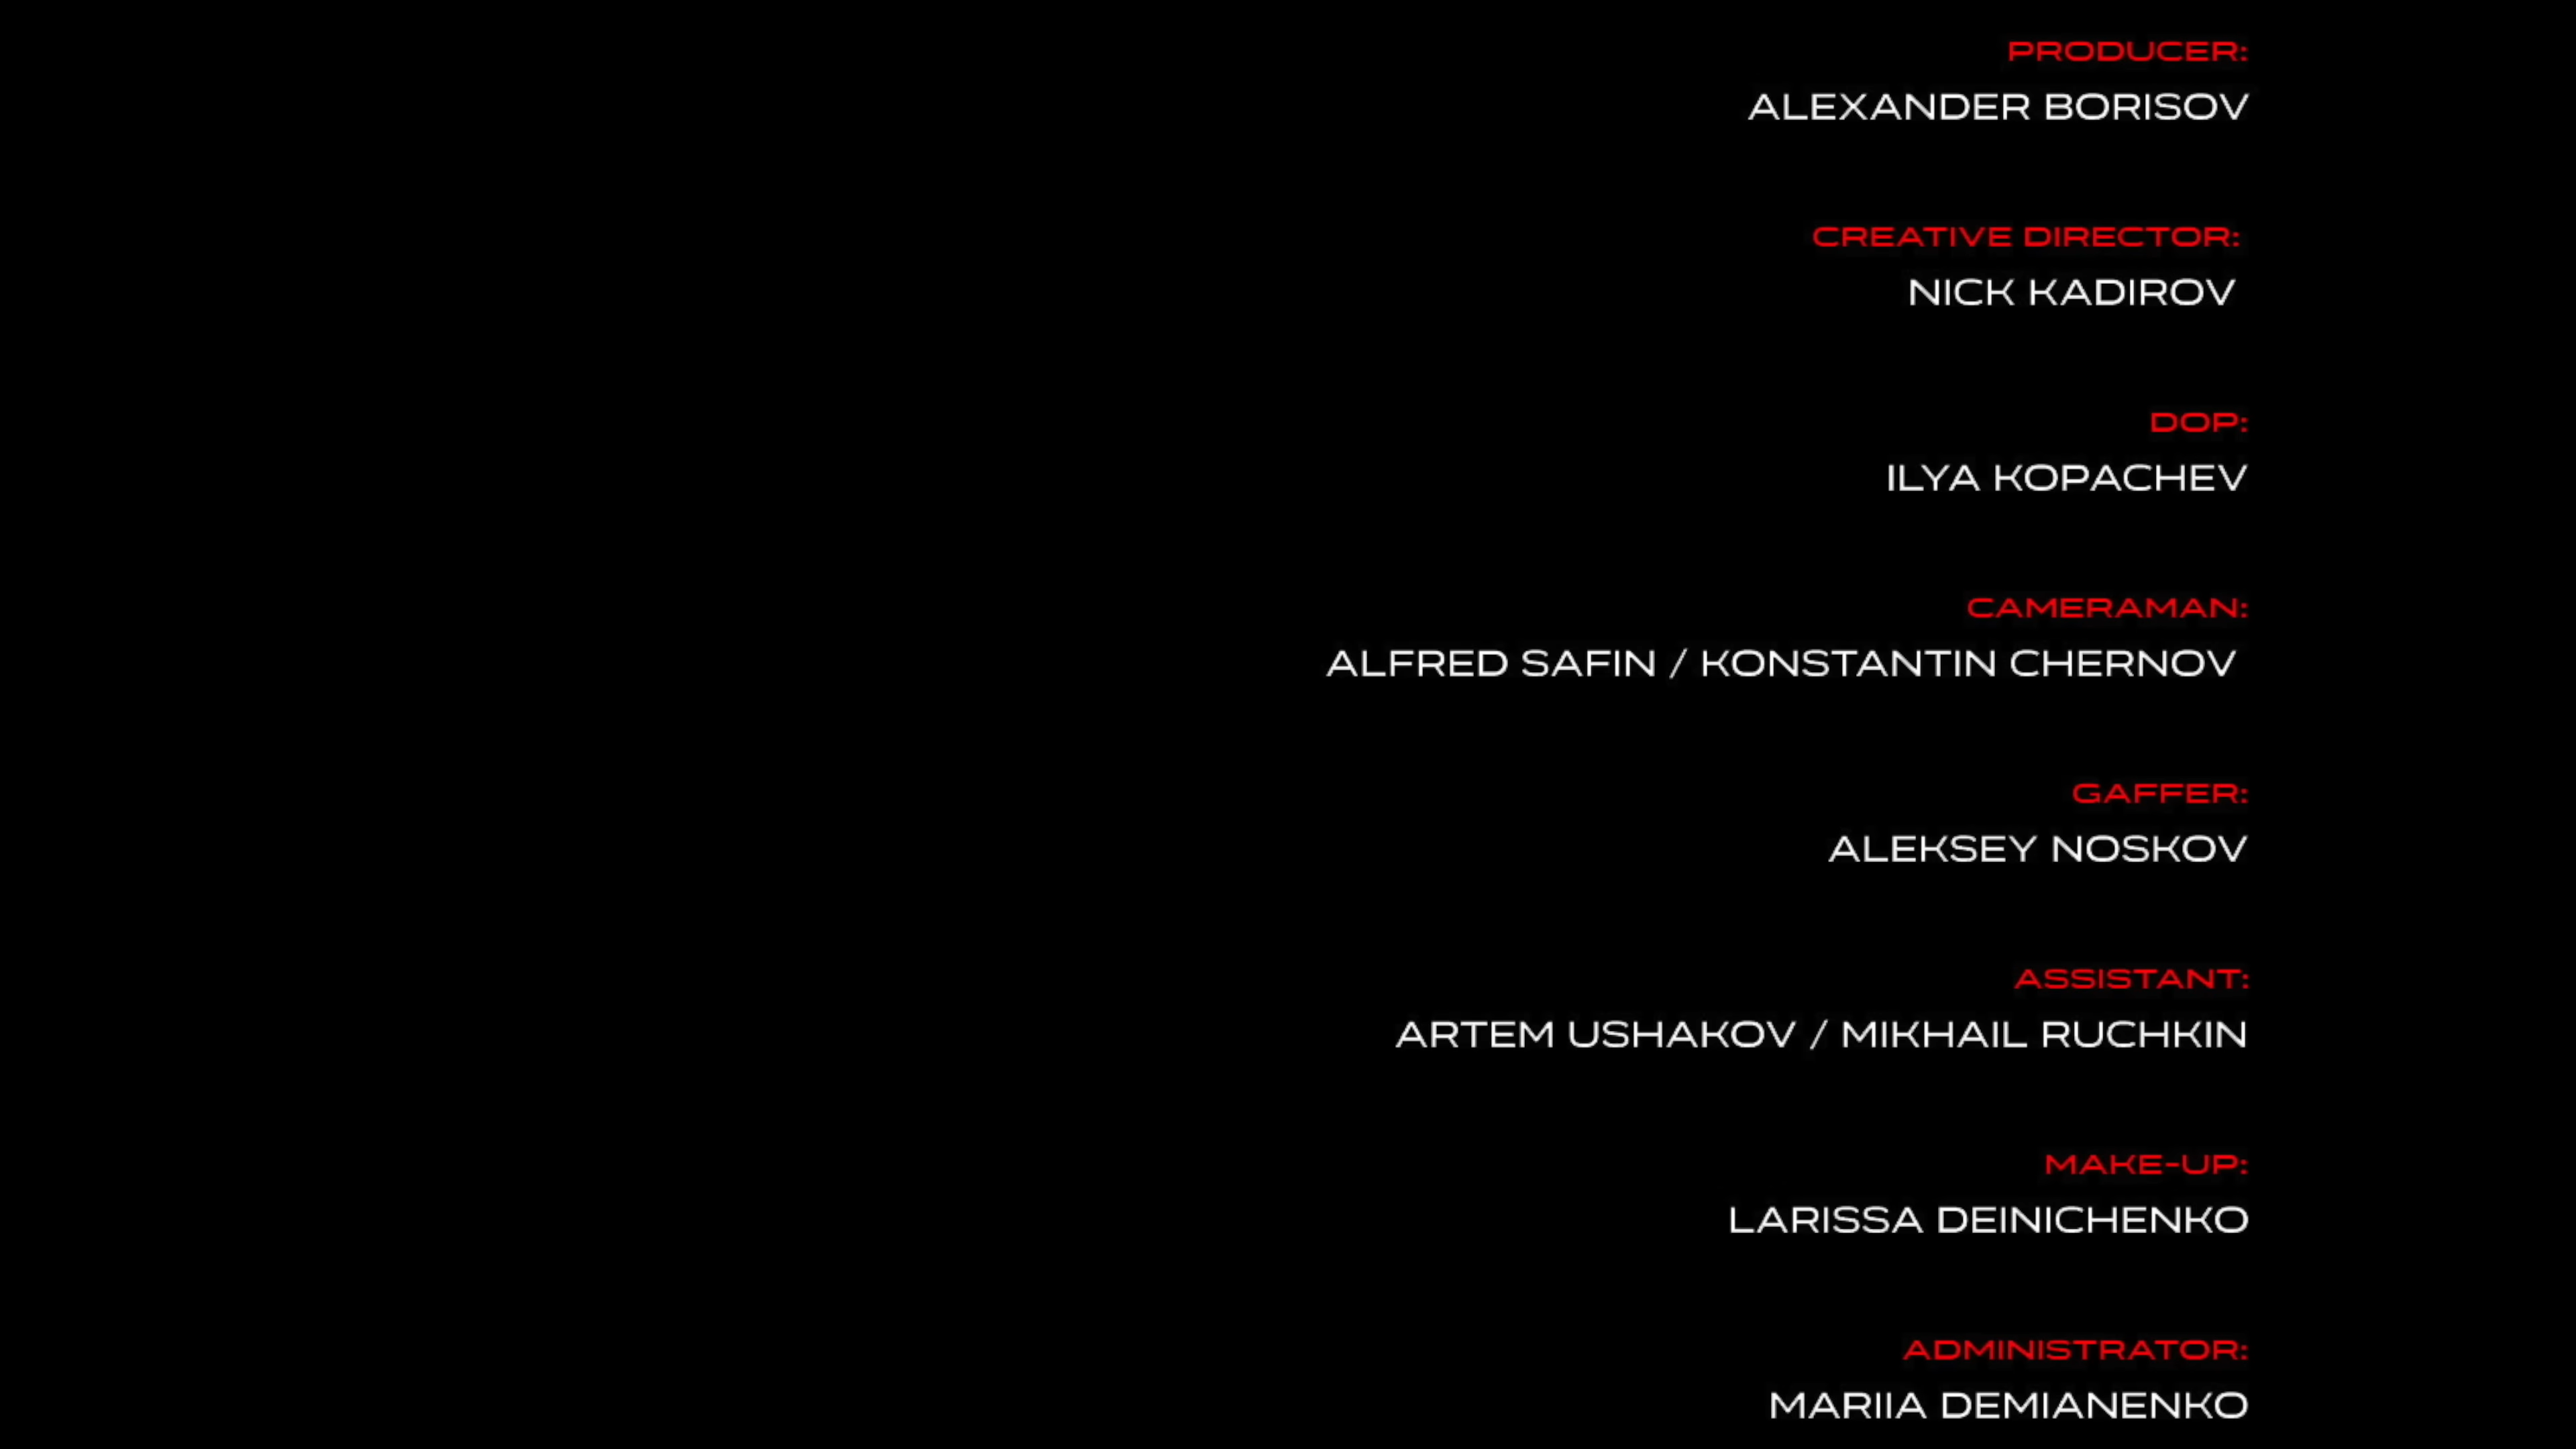 PRODUCER:
ALEXANDER BORISOV
CREATIVE DIRECTOR:
NICK KADIROV
DOP:
ILYA KOPACHEV
CAMERAMAN:
ALFRED SAFIN / KONSTANTIN CHERNOV
GAFFER:
ALEKSEY NOSKOV
ASSISTANT:
ARTEM USHAKOV / MIKHAIL RUCHKIN
MAKE-UP:
LARISSA DEINICHENKO
ADMINISTRATOR:
MARIIA DEMIANENKO